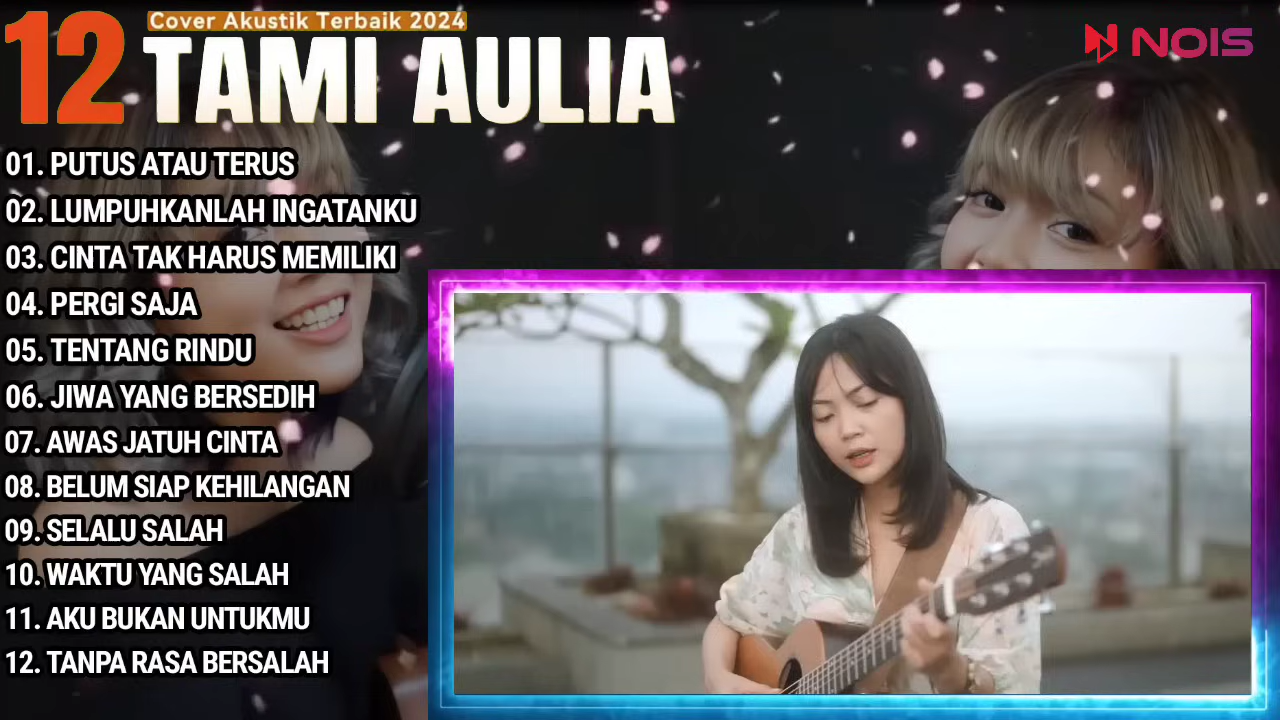 Cover Akustik Terbaik 2024
12 TAMI AULIA
NOIS
01. PUTUS ATAU TERUS
02. LUMPUHKANLAH INGATANKU
03. CINTA TAK HARUS MEMILIKI
04. PERGI SAJA
05. TENTANG RINDU
06. JIWA YANG BERSEDIH
07. AWAS JATUH CINTA
08. BELUM SIAP KEHILANGAN
09. SELALU SALAH
10. WAKTU YANG SALAH
11. AKU BUKAN UNTUKMU
12. TANPA RASA BERSALAH